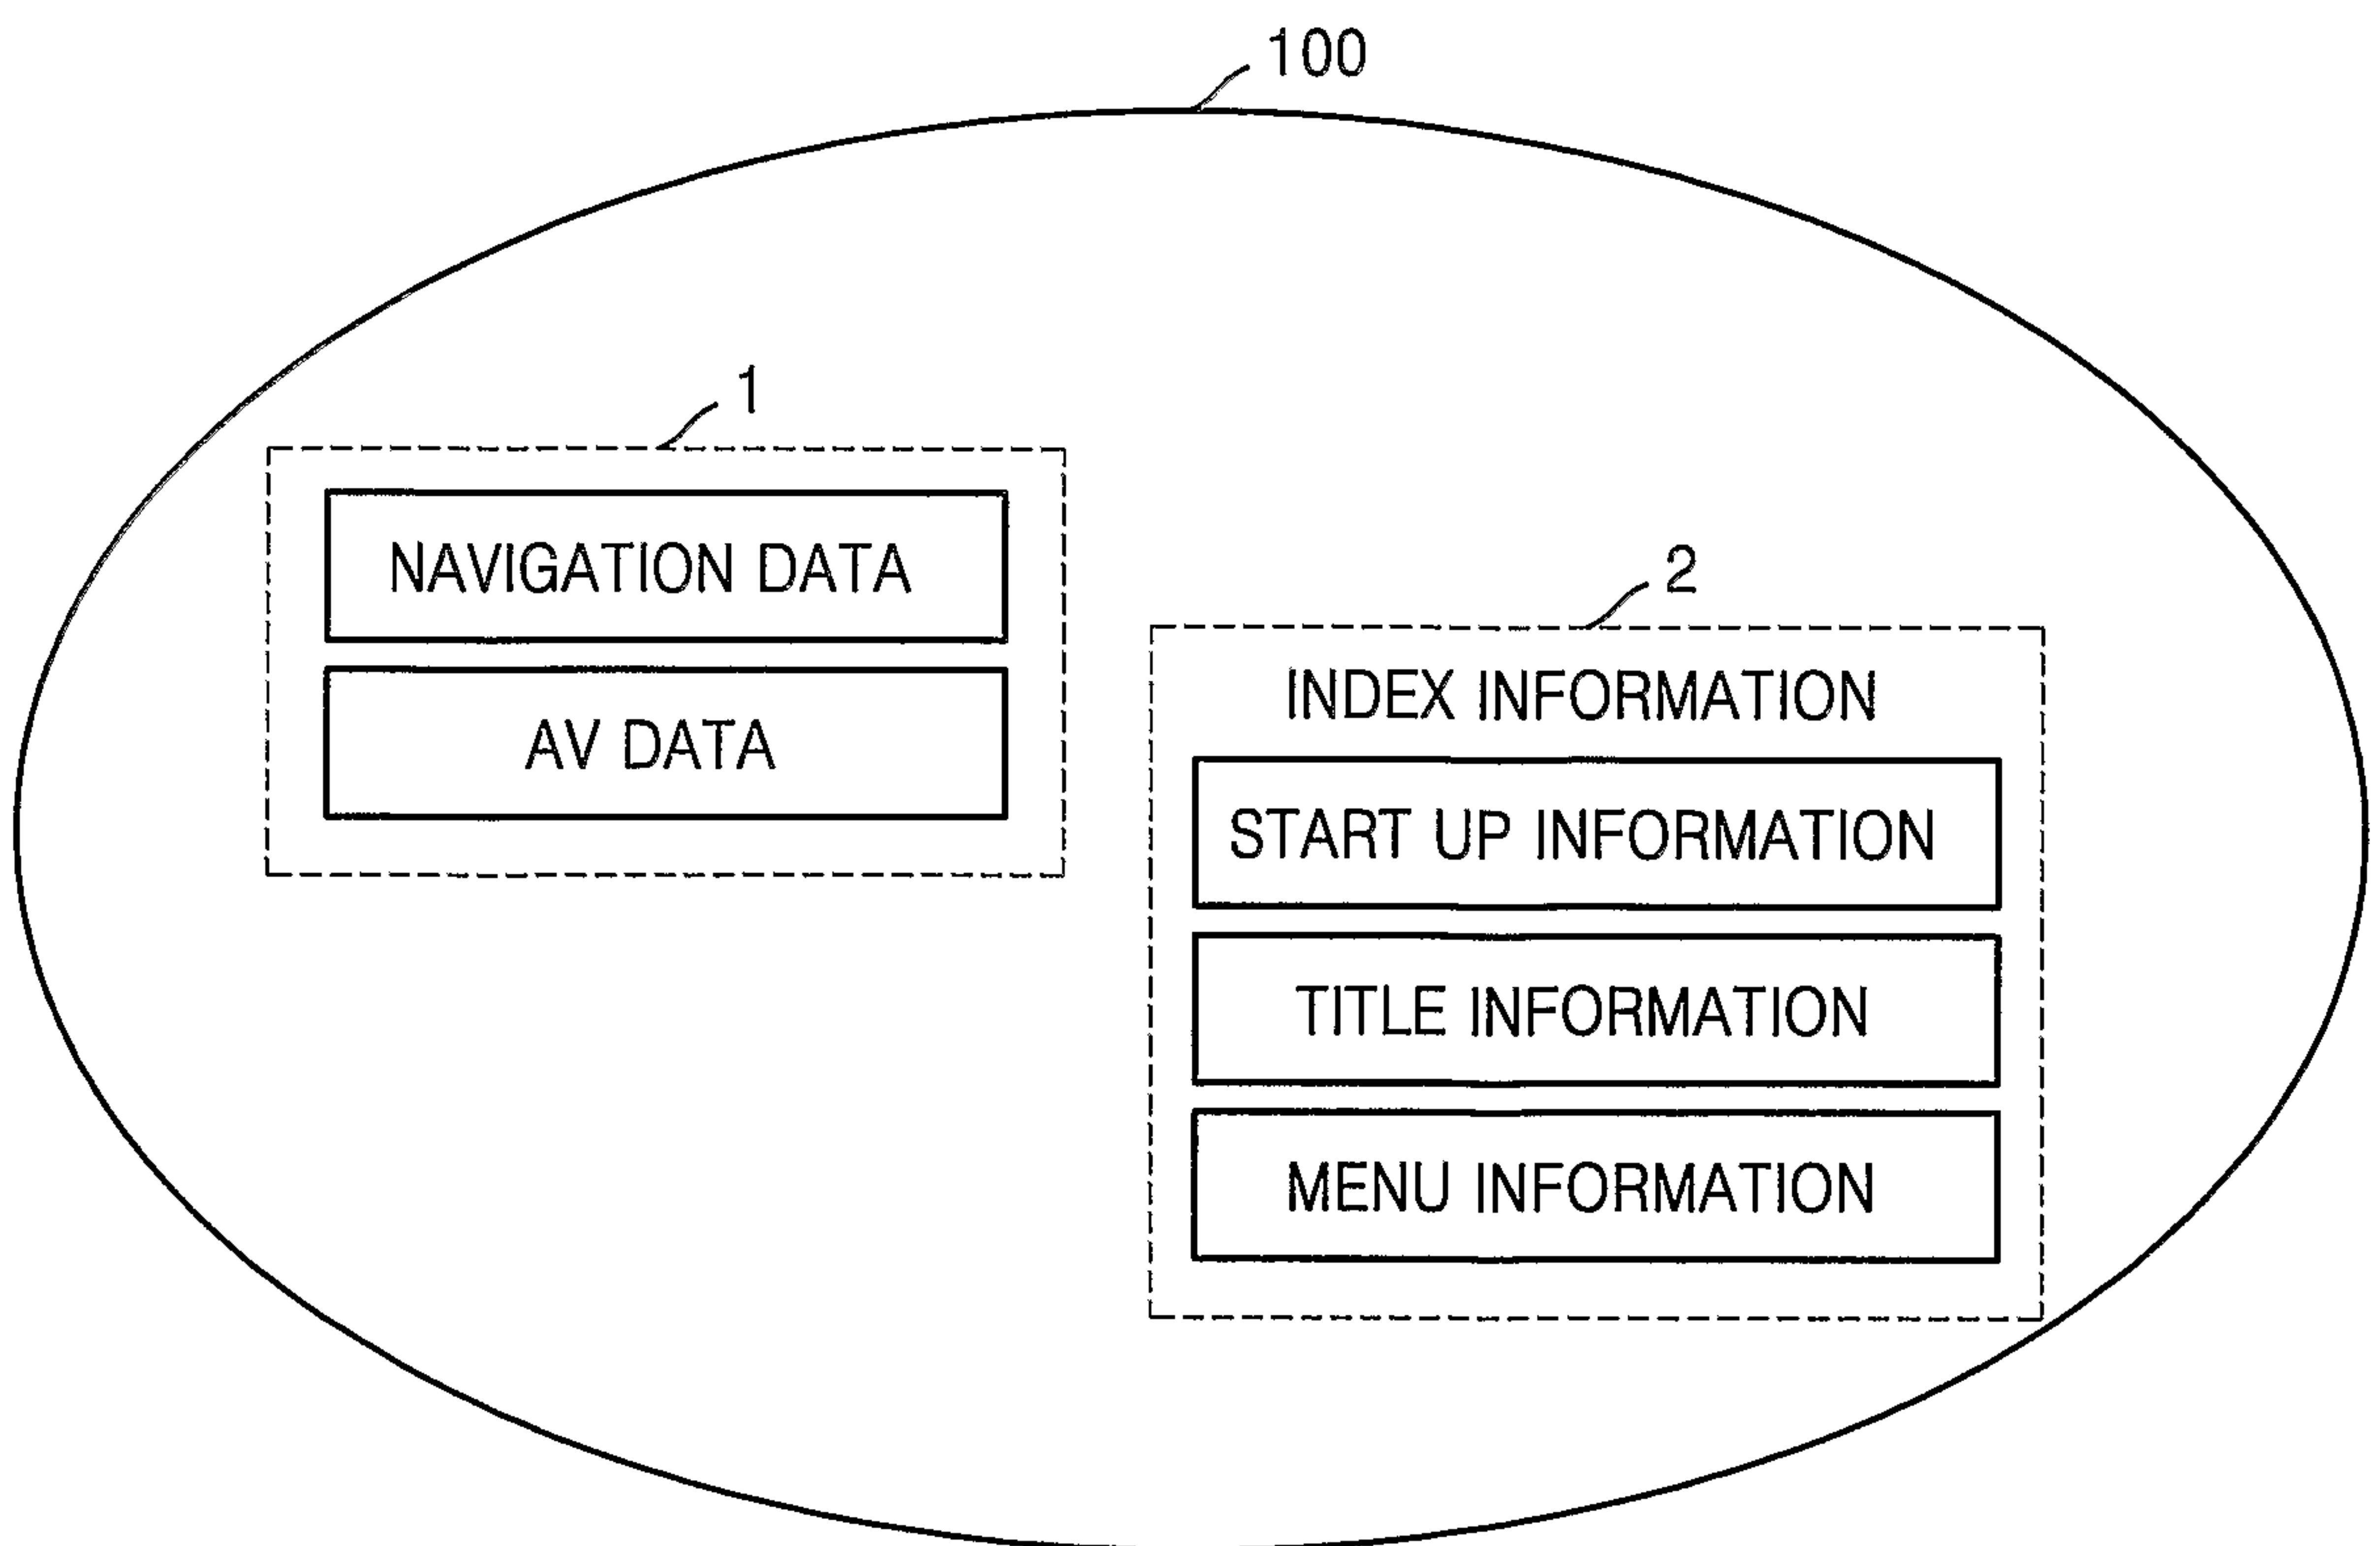 100
1
NAVIGATION DATA
AV DATA
2
INDEX INFORMATION
START UP INFORMATION
TITLE INFORMATION
MENU INFORMATION